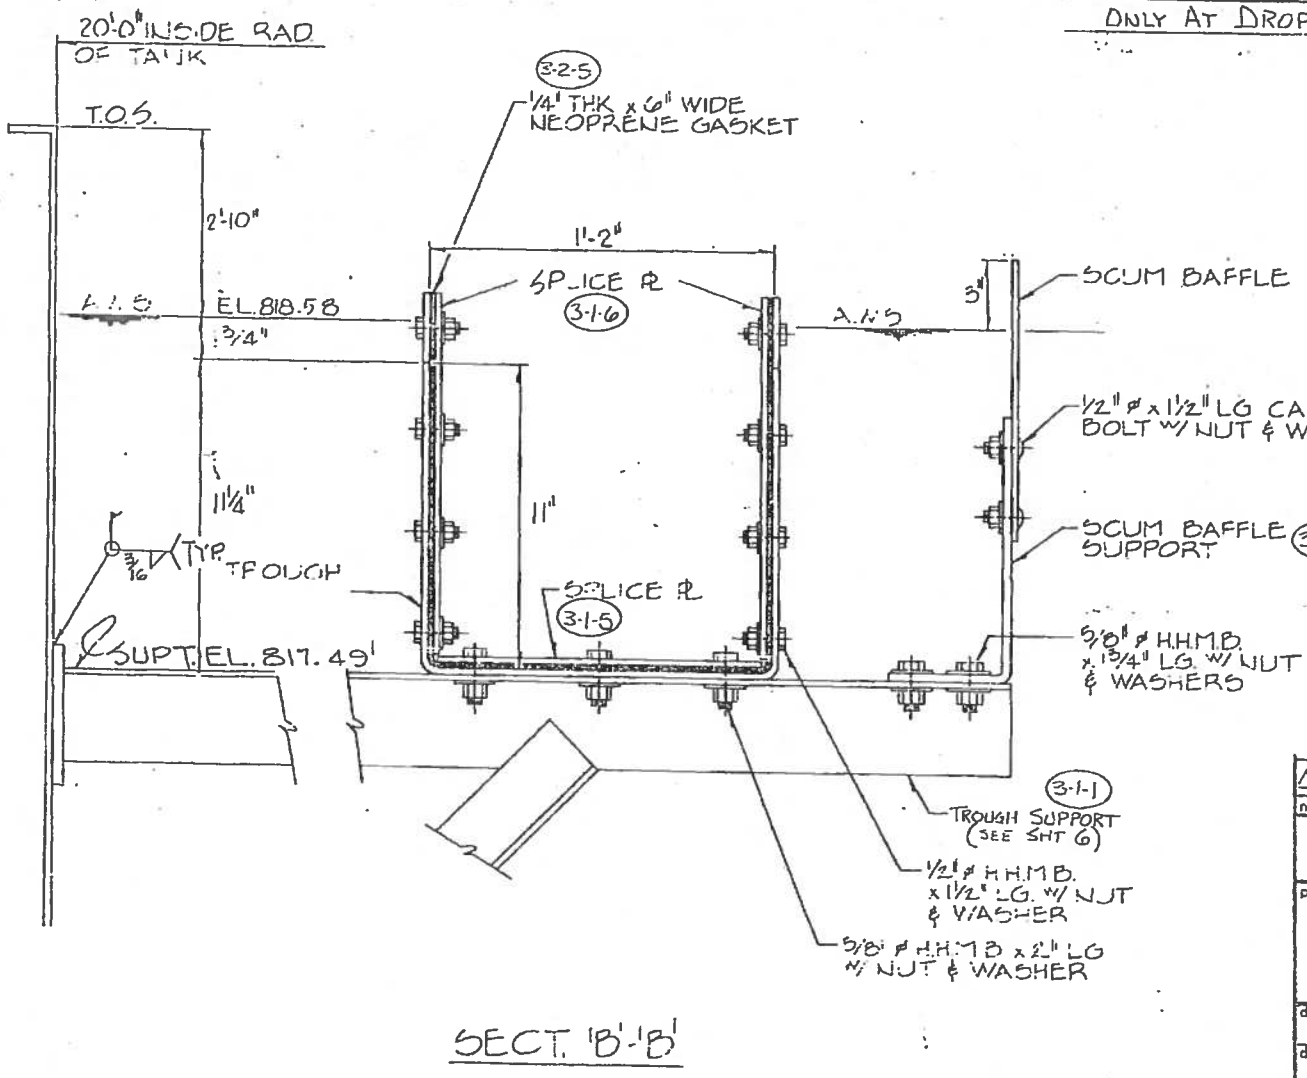 20'-0" INSIDE RAD.
OF TANK
ONLY AT DROP
T.O.S.
3-2-5
1/4" THK x 6" WIDE
NEOPRENE GASKET
2'-10"
1'-2"
SPLICE PL
3-1-6
3"
SCUM BAFFLE
EL. 818.58
3/4"
A.W.S
1/2" ø x 1 1/2" LG CA
BOLT W/ NUT & W
11 1/4"
11"
3/16
TYP.
TROUGH
SPLICE PL
3-1-5
SCUM BAFFLE
SUPPORT
SUPT. EL. 817.49'
5/8" ø H.H.M.B.
x 1 3/4" LG. W/ NUT
& WASHERS
3-1-1
TROUGH SUPPORT
(SEE SHT 6)
1/2" ø H.H.M.B.
x 1 1/2" LG. W/ NUT
& WASHER
5/8" ø H.H.M.B x 2" LG
W/ NUT & WASHER
SECT. 'B'-'B'